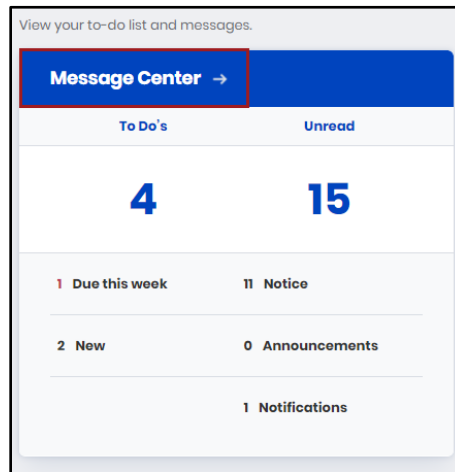 View your to-do list and messages.
Message Center →
To Do's Unread
4 15
1 Due this week 11 Notice
2 New 0 Announcements
1 Notifications